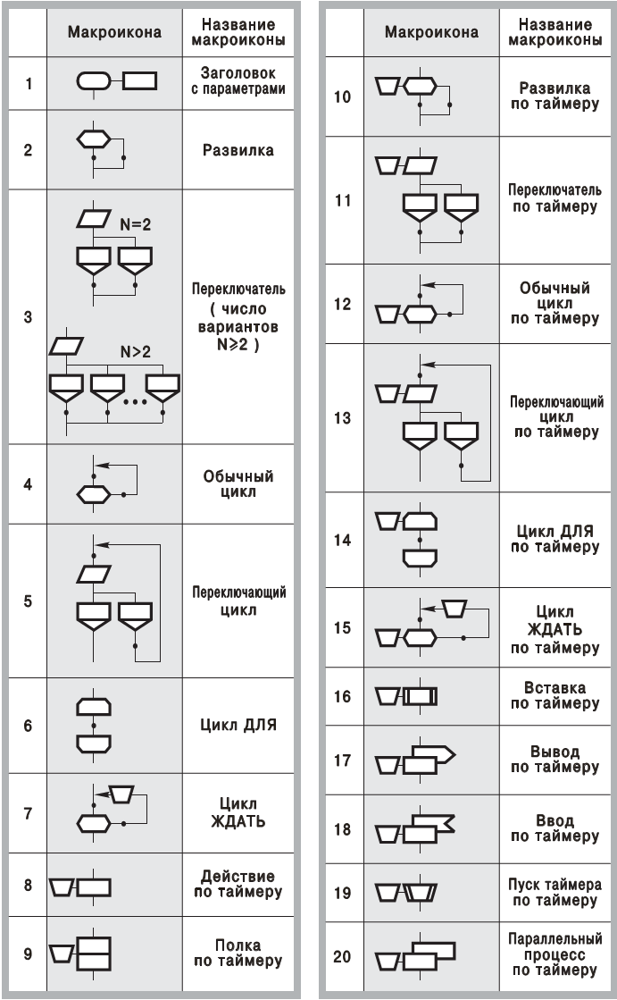 Макроикона
Название
макроиконы
1
Заголовок
с параметрами
2
Развилка
3
N=2
N>2
Переключатель
( число
вариантов
N⩾2 )
4
Обычный
цикл
5
Переключающий
цикл
6
Цикл ДЛЯ
7
Цикл
ЖДАТЬ
8
Действие
по таймеру
9
Полка
по таймеру
Макроикона
Название
макроиконы
10
Развилка
по таймеру
11
Переключатель
по таймеру
12
Обычный
цикл
по таймеру
13
Переключающий
цикл
по таймеру
14
Цикл ДЛЯ
по таймеру
15
Цикл
ЖДАТЬ
по таймеру
16
Вставка
по таймеру
17
Вывод
по таймеру
18
Ввод
по таймеру
19
Пуск таймера
по таймеру
20
Параллельный
процесс
по таймеру